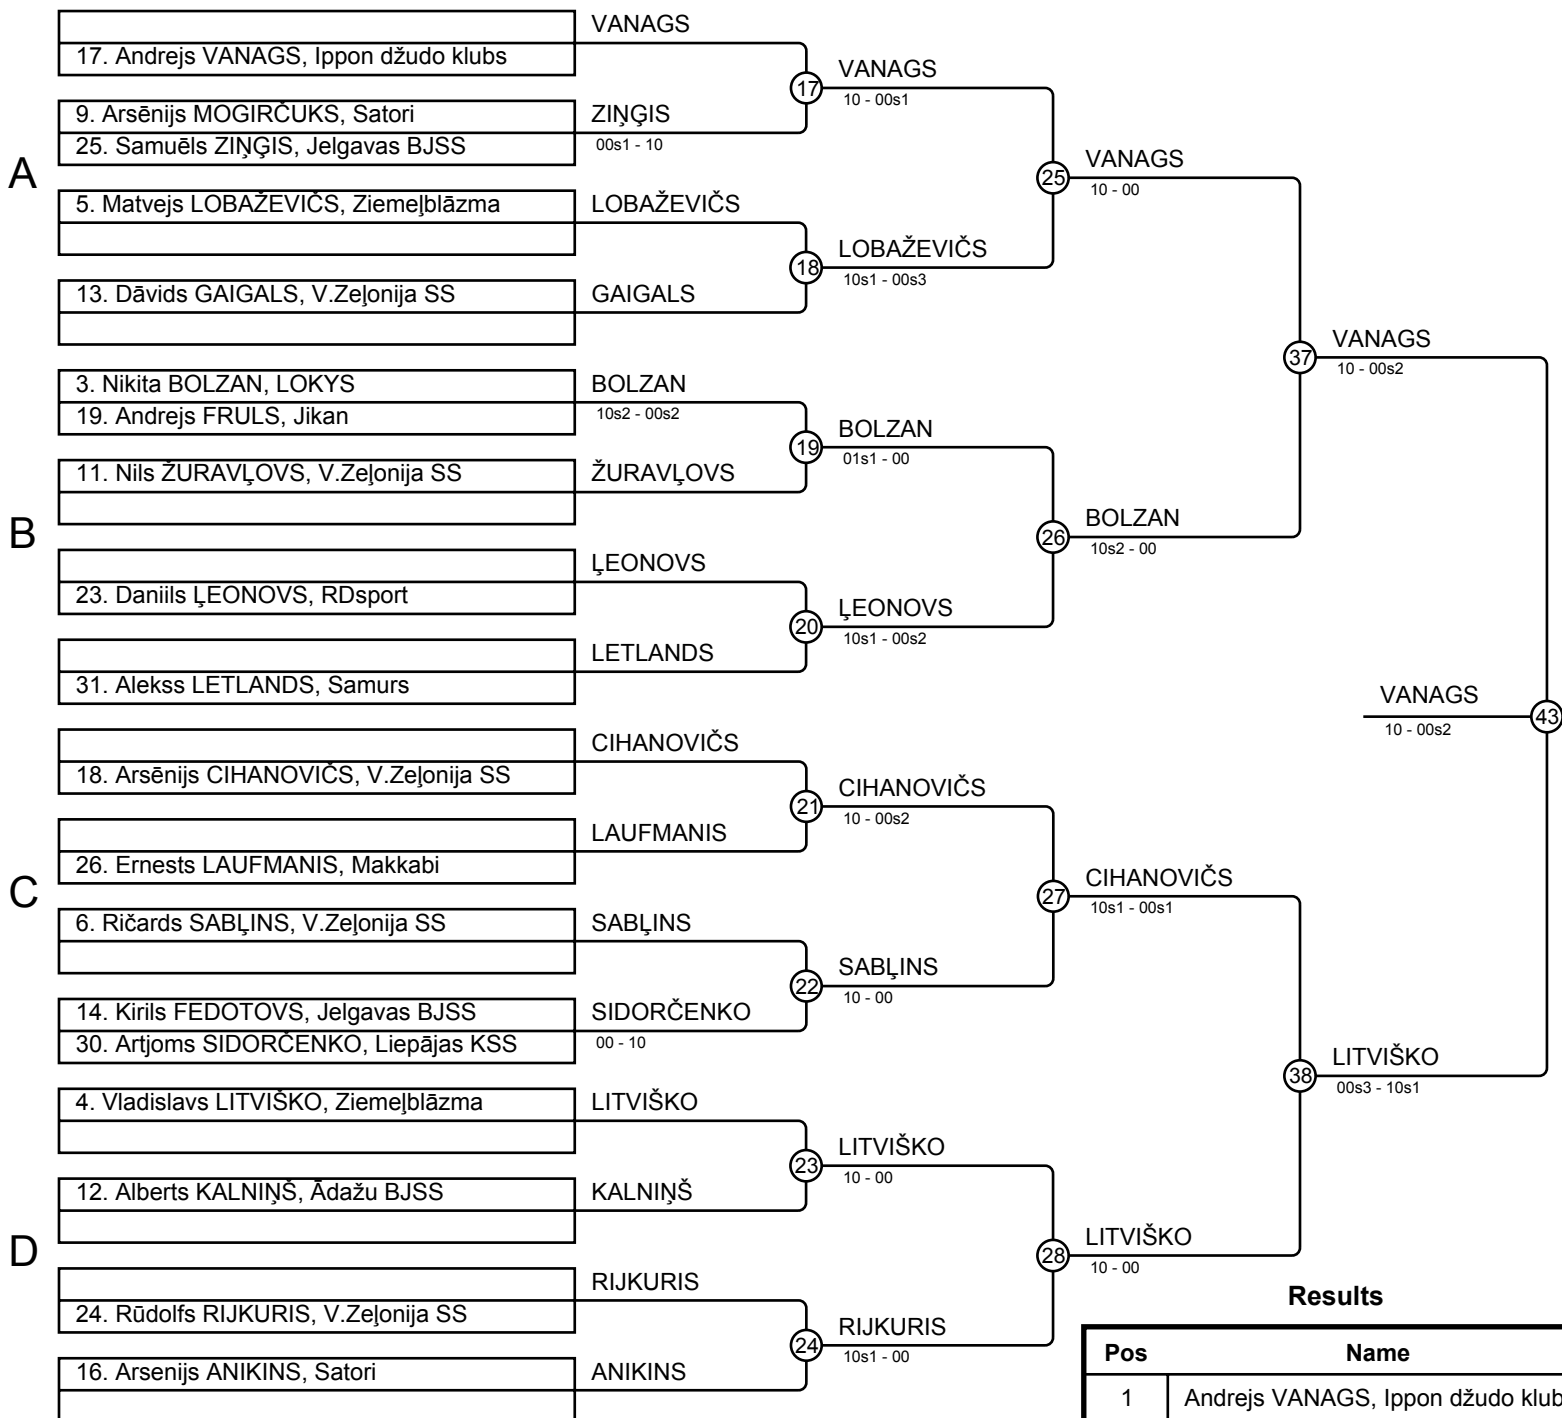 VANAGS
17. Andrejs VANAGS, Ippon džudo klubs
17
VANAGS
10 - 00s1
9. Arsēnijs MOGIRČUKS, Satori
ZIŅĢIS
25. Samuēls ZIŅĢIS, Jelgavas BJSS
00s1 - 10
A
25
VANAGS
10 - 00
5. Matvejs LOBAŽEVIČS, Ziemeļblāzma
LOBAŽEVIČS
18
LOBAŽEVIČS
10s1 - 00s3
13. Dāvids GAIGALS, V.Zeļonija SS
GAIGALS
37
VANAGS
10 - 00s2
3. Nikita BOLZAN, LOKYS
BOLZAN
19. Andrejs FRULS, Jikan
10s2 - 00s2
19
BOLZAN
01s1 - 00
11. Nils ŽURAVĻOVS, V.Zeļonija SS
ŽURAVĻOVS
B
26
BOLZAN
10s2 - 00
ĻEONOVS
23. Daniils ĻEONOVS, RDsport
20
ĻEONOVS
10s1 - 00s2
LETLANDS
31. Alekss LETLANDS, Samurs
VANAGS
43
10 - 00s2
CIHANOVIČS
18. Arsēnijs CIHANOVIČS, V.Zeļonija SS
21
CIHANOVIČS
10 - 00s2
LAUFMANIS
26. Ernests LAUFMANIS, Makkabi
C
27
CIHANOVIČS
10s1 - 00s1
6. Ričards SABĻINS, V.Zeļonija SS
SABĻINS
22
SABĻINS
10 - 00
14. Kirils FEDOTOVS, Jelgavas BJSS
SIDORČENKO
30. Artjoms SIDORČENKO, Liepājas KSS
00 - 10
38
LITVIŠKO
00s3 - 10s1
4. Vladislavs LITVIŠKO, Ziemeļblāzma
LITVIŠKO
23
LITVIŠKO
10 - 00
12. Alberts KALNIŅŠ, Ādažu BJSS
KALNIŅŠ
D
28
LITVIŠKO
10 - 00
RIJKURIS
24. Rūdolfs RIJKURIS, V.Zeļonija SS
24
RIJKURIS
10s1 - 00
16. Arsenijs ANIKINS, Satori
ANIKINS
Results
Pos Name
1 Andrejs VANAGS, Ippon džudo klub